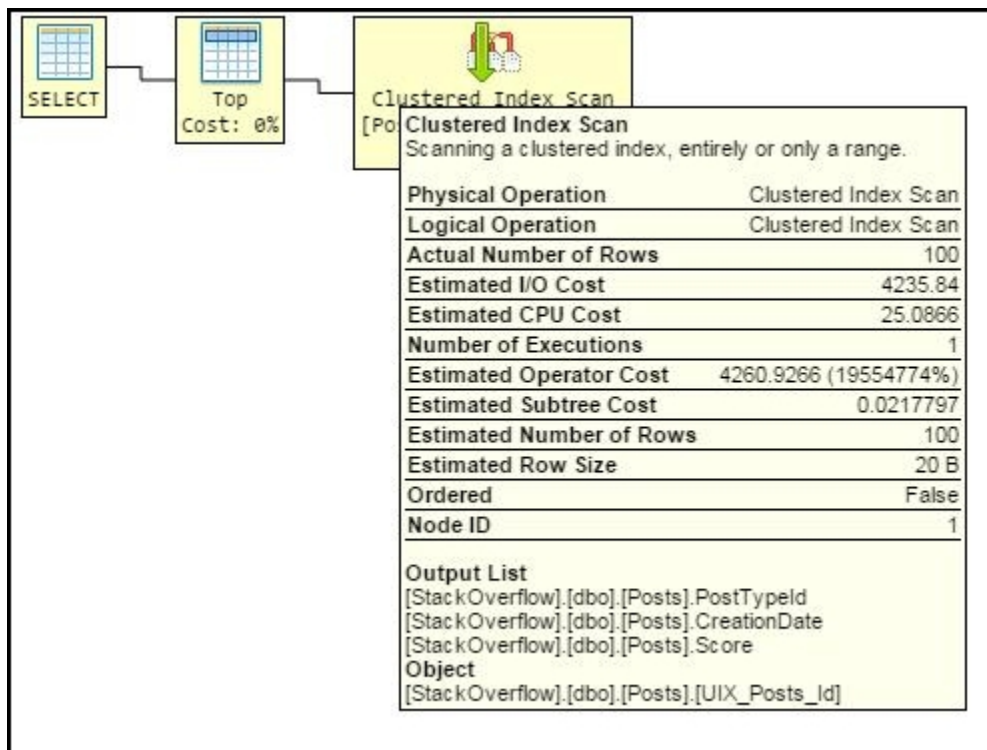 SELECT
Top
Cost: 0%
Clustered Index Scan
[Po
Clustered Index Scan
Scanning a clustered index, entirely or only a range.
Physical Operation Clustered Index Scan
Logical Operation Clustered Index Scan
Actual Number of Rows 100
Estimated I/O Cost 4235.84
Estimated CPU Cost 25.0866
Number of Executions 1
Estimated Operator Cost 4260.9266 (19554774%)
Estimated Subtree Cost 0.0217797
Estimated Number of Rows 100
Estimated Row Size 20 B
Ordered False
Node ID 1
Output List
[StackOverflow].[dbo].[Posts].PostTypeId
[StackOverflow].[dbo].[Posts].CreationDate
[StackOverflow].[dbo].[Posts].Score
Object
[StackOverflow].[dbo].[Posts].[UIX_Posts_Id]